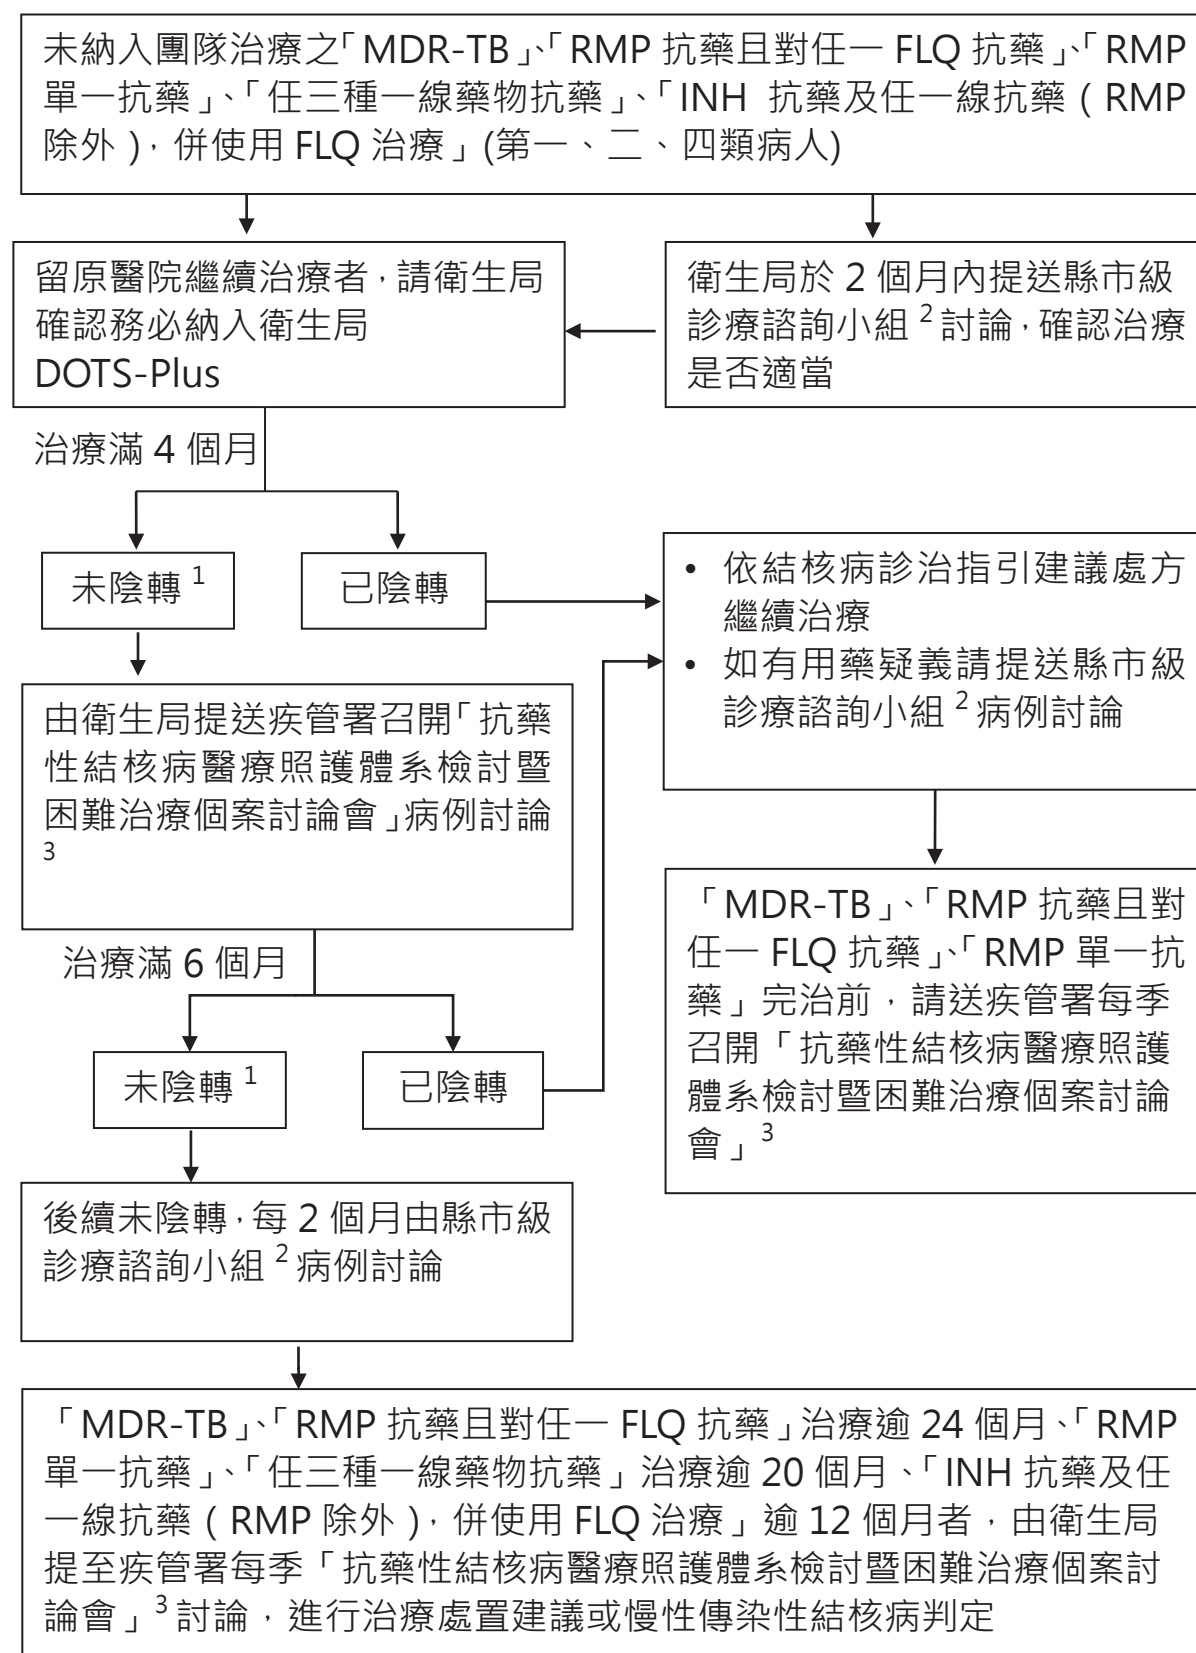 未納入團隊治療之「MDR-TB」、「RMP 抗藥且對任一 FLQ 抗藥」、「RMP
單一抗藥」、「任三種一線藥物抗藥」、「INH 抗藥及任一線抗藥（RMP
除外），併使用 FLQ 治療」(第一、二、四類病人)
留原醫院繼續治療者，請衛生局
確認務必納入衛生局
DOTS-Plus
衛生局於 2 個月內提送縣市級
診療諮詢小組 2 討論，確認治療
是否適當
治療滿 4 個月
未陰轉 1
已陰轉
• 依結核病診治指引建議處方
繼續治療
• 如有用藥疑義請提送縣市級
診療諮詢小組 2 病例討論
由衛生局提送疾管署召開「抗藥
性結核病醫療照護體系檢討暨
困難治療個案討論會」病例討論
3
「MDR-TB」、「RMP 抗藥且對
任一 FLQ 抗藥」、「RMP 單一抗
藥」完治前，請送疾管署每季
召開「抗藥性結核病醫療照護
體系檢討暨困難治療個案討論
會」3
治療滿 6 個月
未陰轉 1
已陰轉
後續未陰轉，每 2 個月由縣市級
診療諮詢小組 2 病例討論
「MDR-TB」、「RMP 抗藥且對任一 FLQ 抗藥」治療逾 24 個月、「RMP
單一抗藥」、「任三種一線藥物抗藥」治療逾 20 個月、「INH 抗藥及任
一線抗藥（RMP 除外），併使用 FLQ 治療」逾 12 個月者，由衛生局
提至疾管署每季「抗藥性結核病醫療照護體系檢討暨困難治療個案討
論會」3 討論，進行治療處置建議或慢性傳染性結核病判定